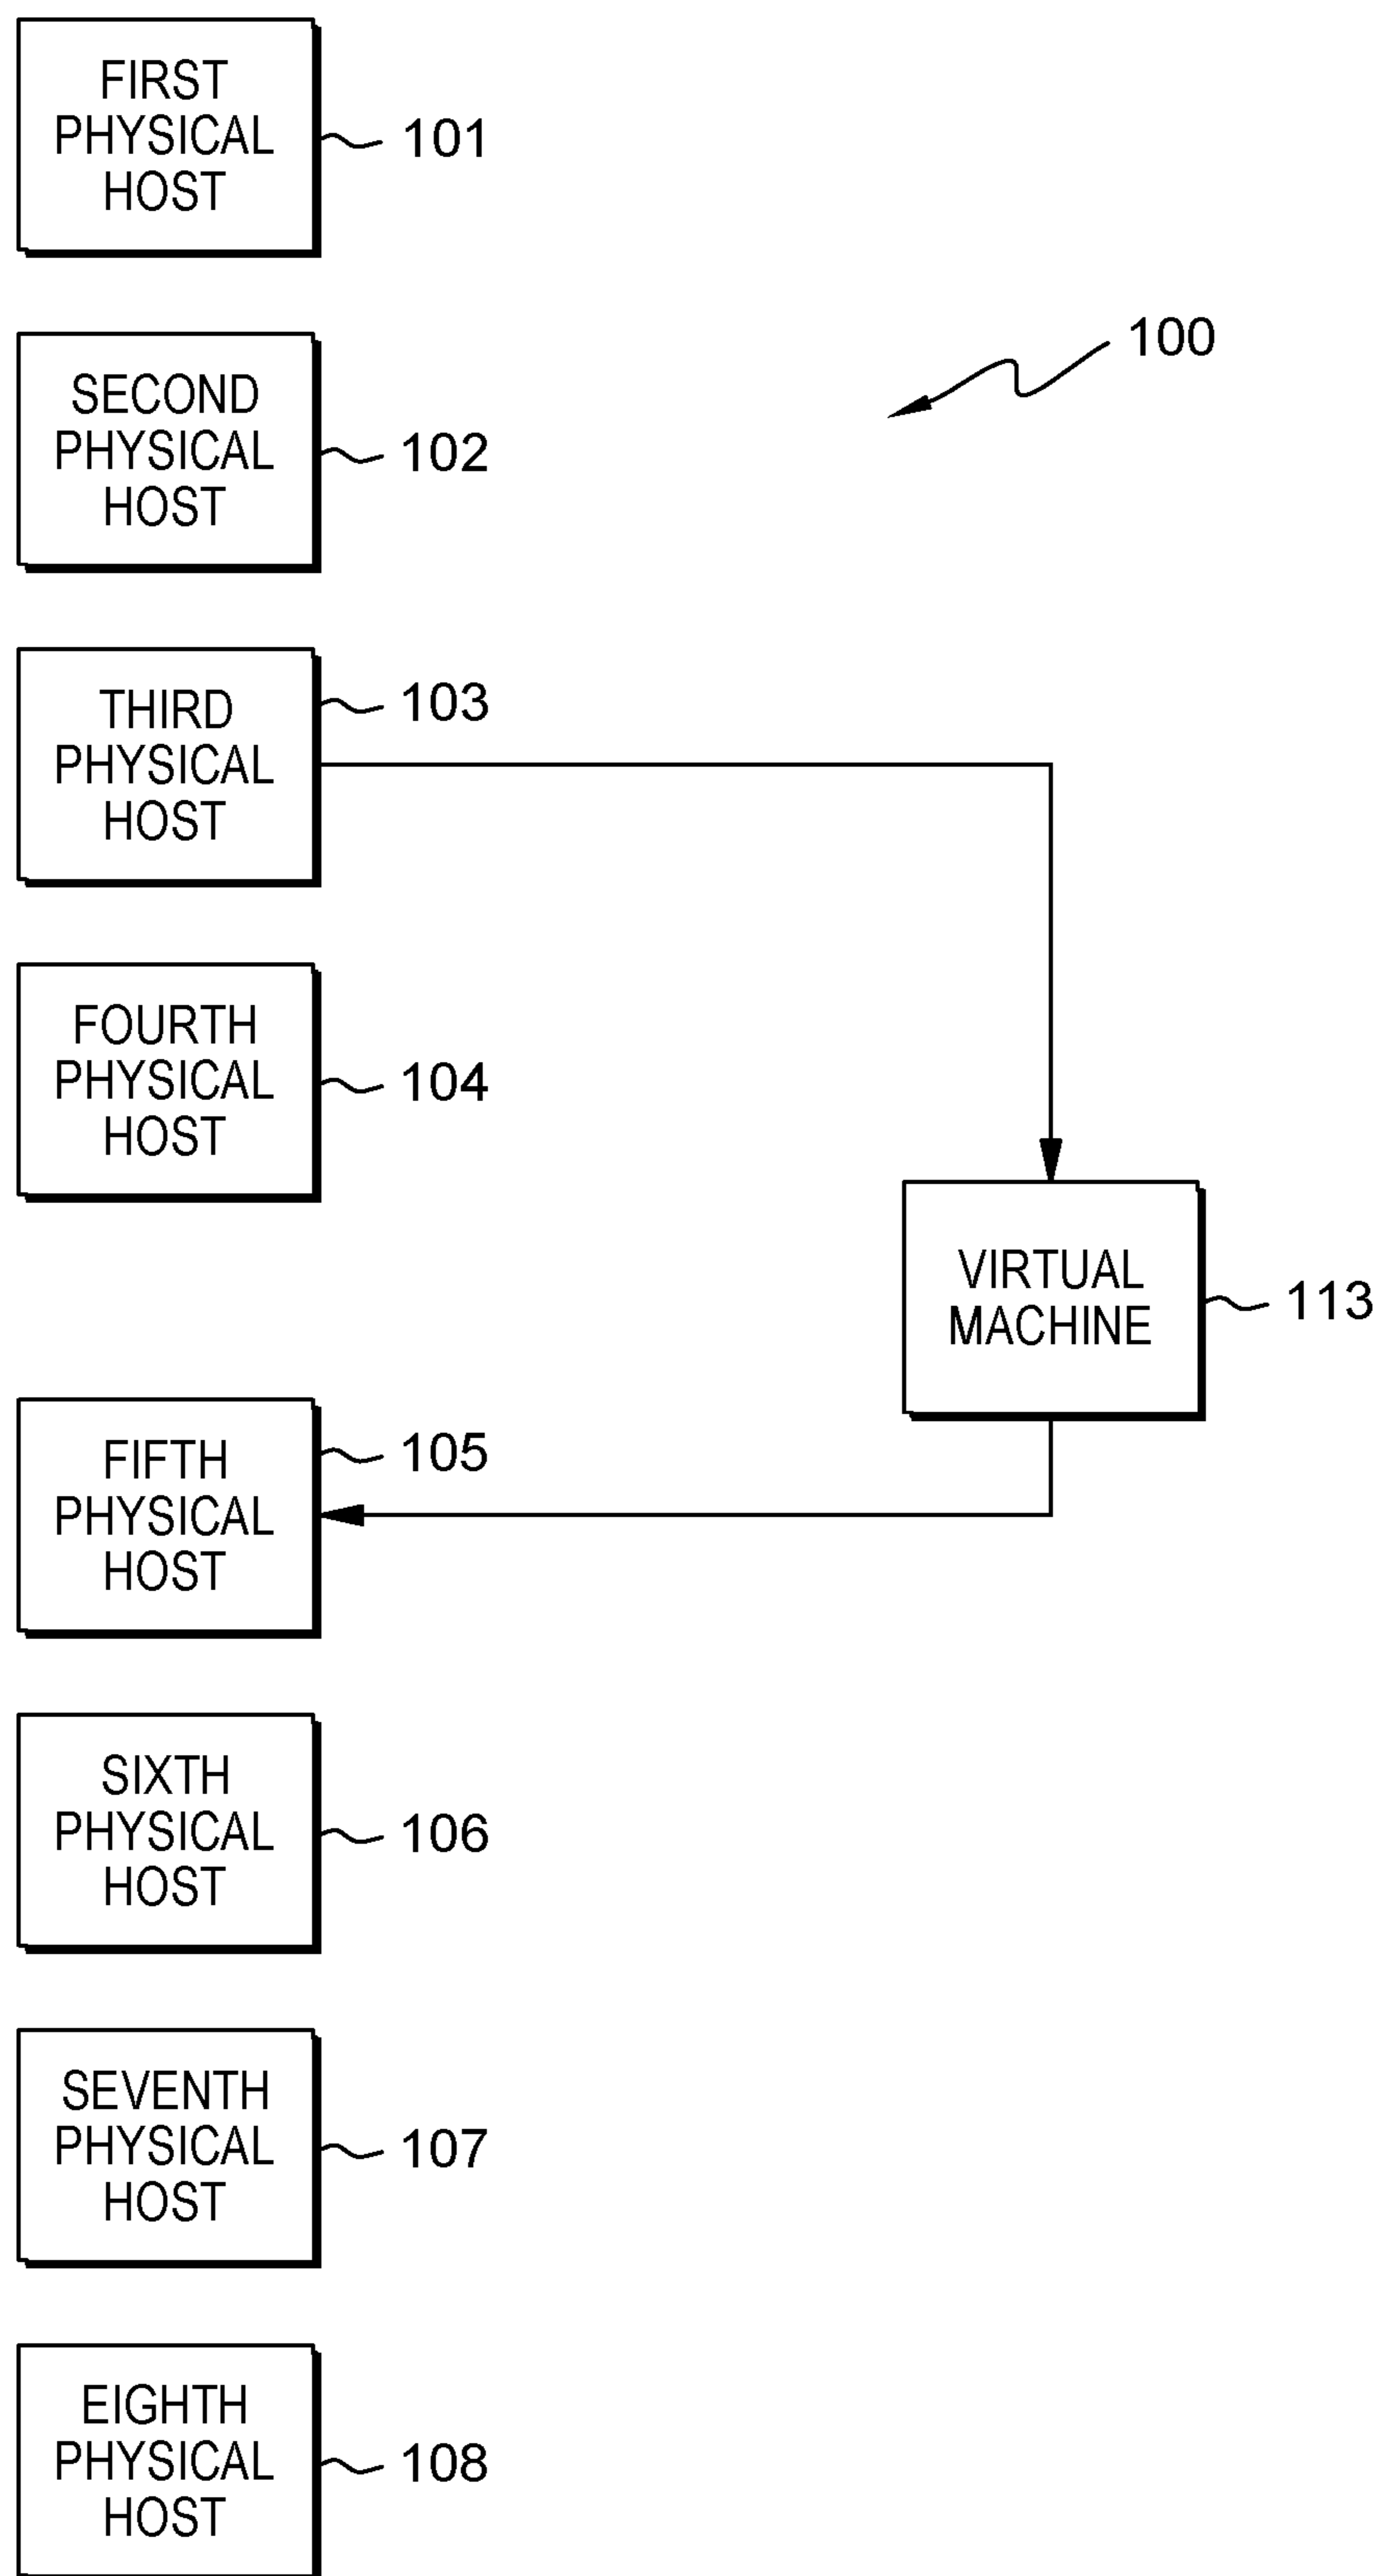 FIRST
PHYSICAL
HOST
101
100
SECOND
PHYSICAL
HOST
102
THIRD
PHYSICAL
HOST
103
FOURTH
PHYSICAL
HOST
104
VIRTUAL
MACHINE
113
FIFTH
PHYSICAL
HOST
105
SIXTH
PHYSICAL
HOST
106
SEVENTH
PHYSICAL
HOST
107
EIGHTH
PHYSICAL
HOST
108